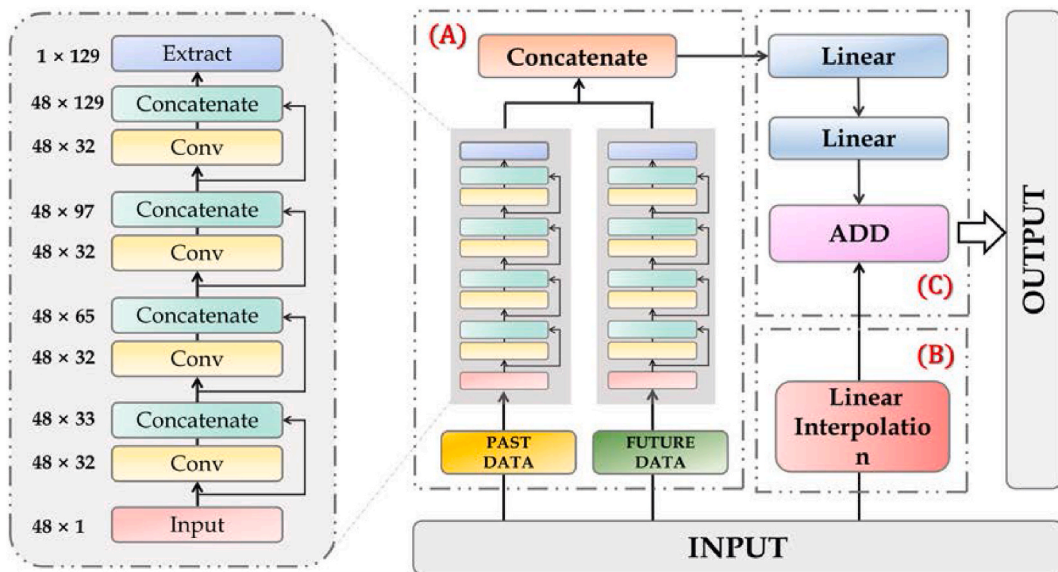 1 × 129
Extract
48 × 129
Concatenate
48 × 32
Conv
48 × 97
Concatenate
48 × 32
Conv
48 × 65
Concatenate
48 × 32
Conv
48 × 33
Concatenate
48 × 32
Conv
48 × 1
Input
(A)
Concatenate
PAST
DATA
FUTURE
DATA
Linear
Linear
ADD
(C)
(B)
Linear
Interpolatio
n
INPUT
OUTPUT